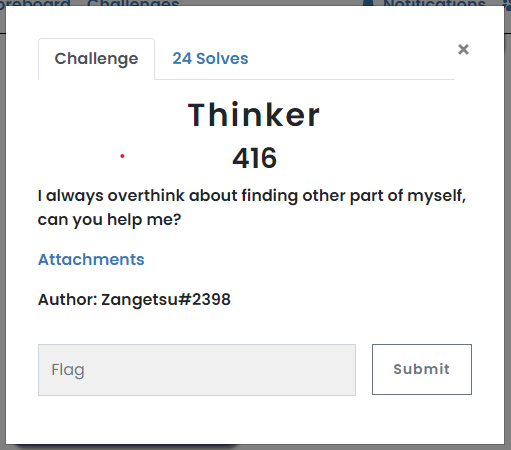 oreboard Challenges Notifications
Challenge 24 Solves ×
Thinker
416
I always overthink about finding other part of myself,
can you help me?
Attachments
Author: Zangetsu#2398
Flag Submit